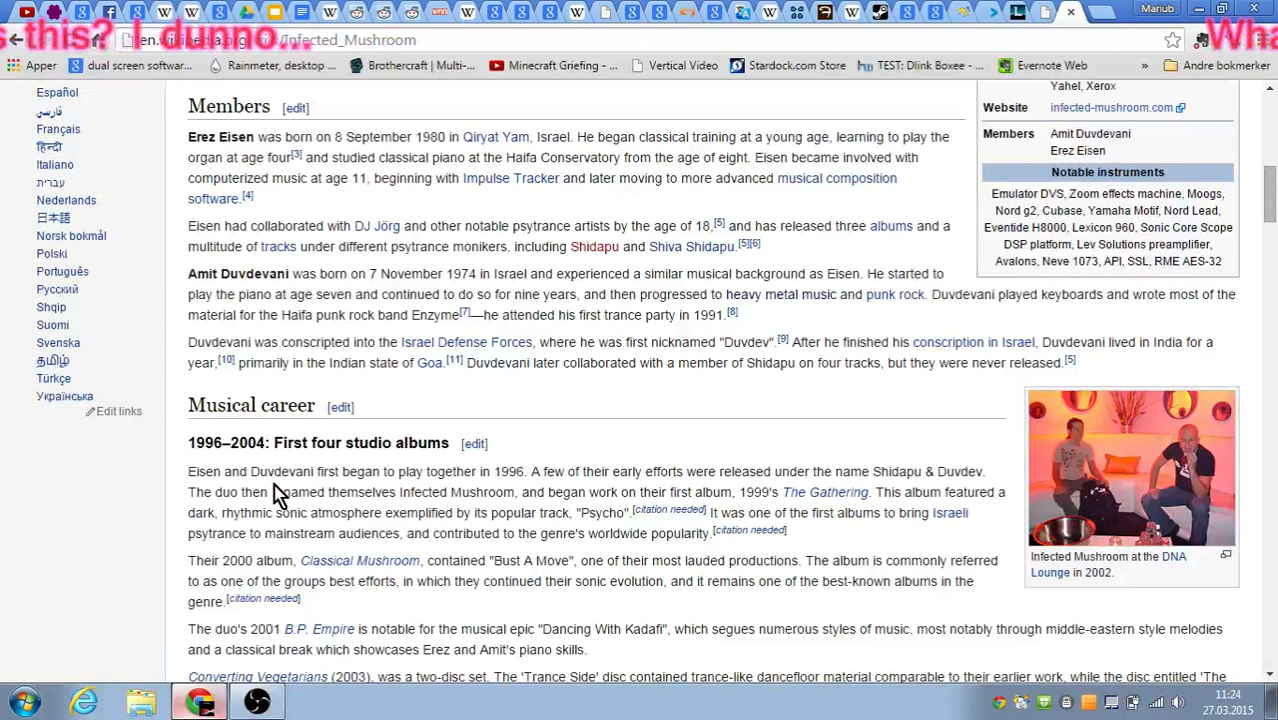 Mariub
s this? I dunno...
Wha
en.wikipedia.org/wiki/Infected_Mushroom
Apper
dual screen softwar...
Rainmeter, desktop ...
Brothercraft | Multi-...
Minecraft Griefing - ...
Vertical Video
Stardock.com Store
TEST: Dlink Boxee - ...
Evernote Web
»
Andre bokmerker
Español
فارسی
Français
हिन्दी
Italiano
עברית
Nederlands
日本語
Norsk bokmål
Polski
Português
Русский
Shqip
Suomi
Svenska
தமிழ்
Türkçe
Українська
Edit links
Members [edit]
Erez Eisen was born on 8 September 1980 in Qiryat Yam, Israel. He began classical training at a young age, learning to play the
organ at age four[3] and studied classical piano at the Haifa Conservatory from the age of eight. Eisen became involved with
computerized music at age 11, beginning with Impulse Tracker and later moving to more advanced musical composition
software.[4]
Eisen had collaborated with DJ Jörg and other notable psytrance artists by the age of 18,[5] and has released three albums and a
multitude of tracks under different psytrance monikers, including Shidapu and Shiva Shidapu.[5][6]
Amit Duvdevani was born on 7 November 1974 in Israel and experienced a similar musical background as Eisen. He started to
play the piano at age seven and continued to do so for nine years, and then progressed to heavy metal music and punk rock. Duvdevani played keyboards and wrote most of the
material for the Haifa punk rock band Enzyme[7]—he attended his first trance party in 1991.[8]
Duvdevani was conscripted into the Israel Defense Forces, where he was first nicknamed "Duvdev".[9] After he finished his conscription in Israel, Duvdevani lived in India for a
year,[10] primarily in the Indian state of Goa.[11] Duvdevani later collaborated with a member of Shidapu on four tracks, but they were never released.[5]
Yahel, Xerox
Website infected-mushroom.com
Members Amit Duvdevani
Erez Eisen
Notable instruments
Emulator DVS, Zoom effects machine, Moogs,
Nord g2, Cubase, Yamaha Motif, Nord Lead,
Eventide H8000, Lexicon 960, Sonic Core Scope
DSP platform, Lev Solutions preamplifier,
Avalons, Neve 1073, API, SSL, RME AES-32
Musical career [edit]
1996–2004: First four studio albums [edit]
Eisen and Duvdevani first began to play together in 1996. A few of their early efforts were released under the name Shidapu & Duvdev.
The duo then renamed themselves Infected Mushroom, and began work on their first album, 1999's The Gathering. This album featured a
dark, rhythmic sonic atmosphere exemplified by its popular track, "Psycho".[citation needed] It was one of the first albums to bring Israeli
psytrance to mainstream audiences, and contributed to the genre's worldwide popularity.[citation needed]
Their 2000 album, Classical Mushroom, contained "Bust A Move", one of their most lauded productions. The album is commonly referred
to as one of the groups best efforts, in which they continued their sonic evolution, and it remains one of the best-known albums in the
genre.[citation needed]
The duo's 2001 B.P. Empire is notable for the musical epic "Dancing With Kadafi", which segues numerous styles of music, most notably through middle-eastern style melodies
and a classical break which showcases Erez and Amit's piano skills.
Converting Vegetarians (2003), was a two-disc set. The 'Trance Side' disc contained trance-like dancefloor material comparable to their earlier work, while the disc entitled 'The
Infected Mushroom at the DNA
Lounge in 2002.
11:24
27.03.2015